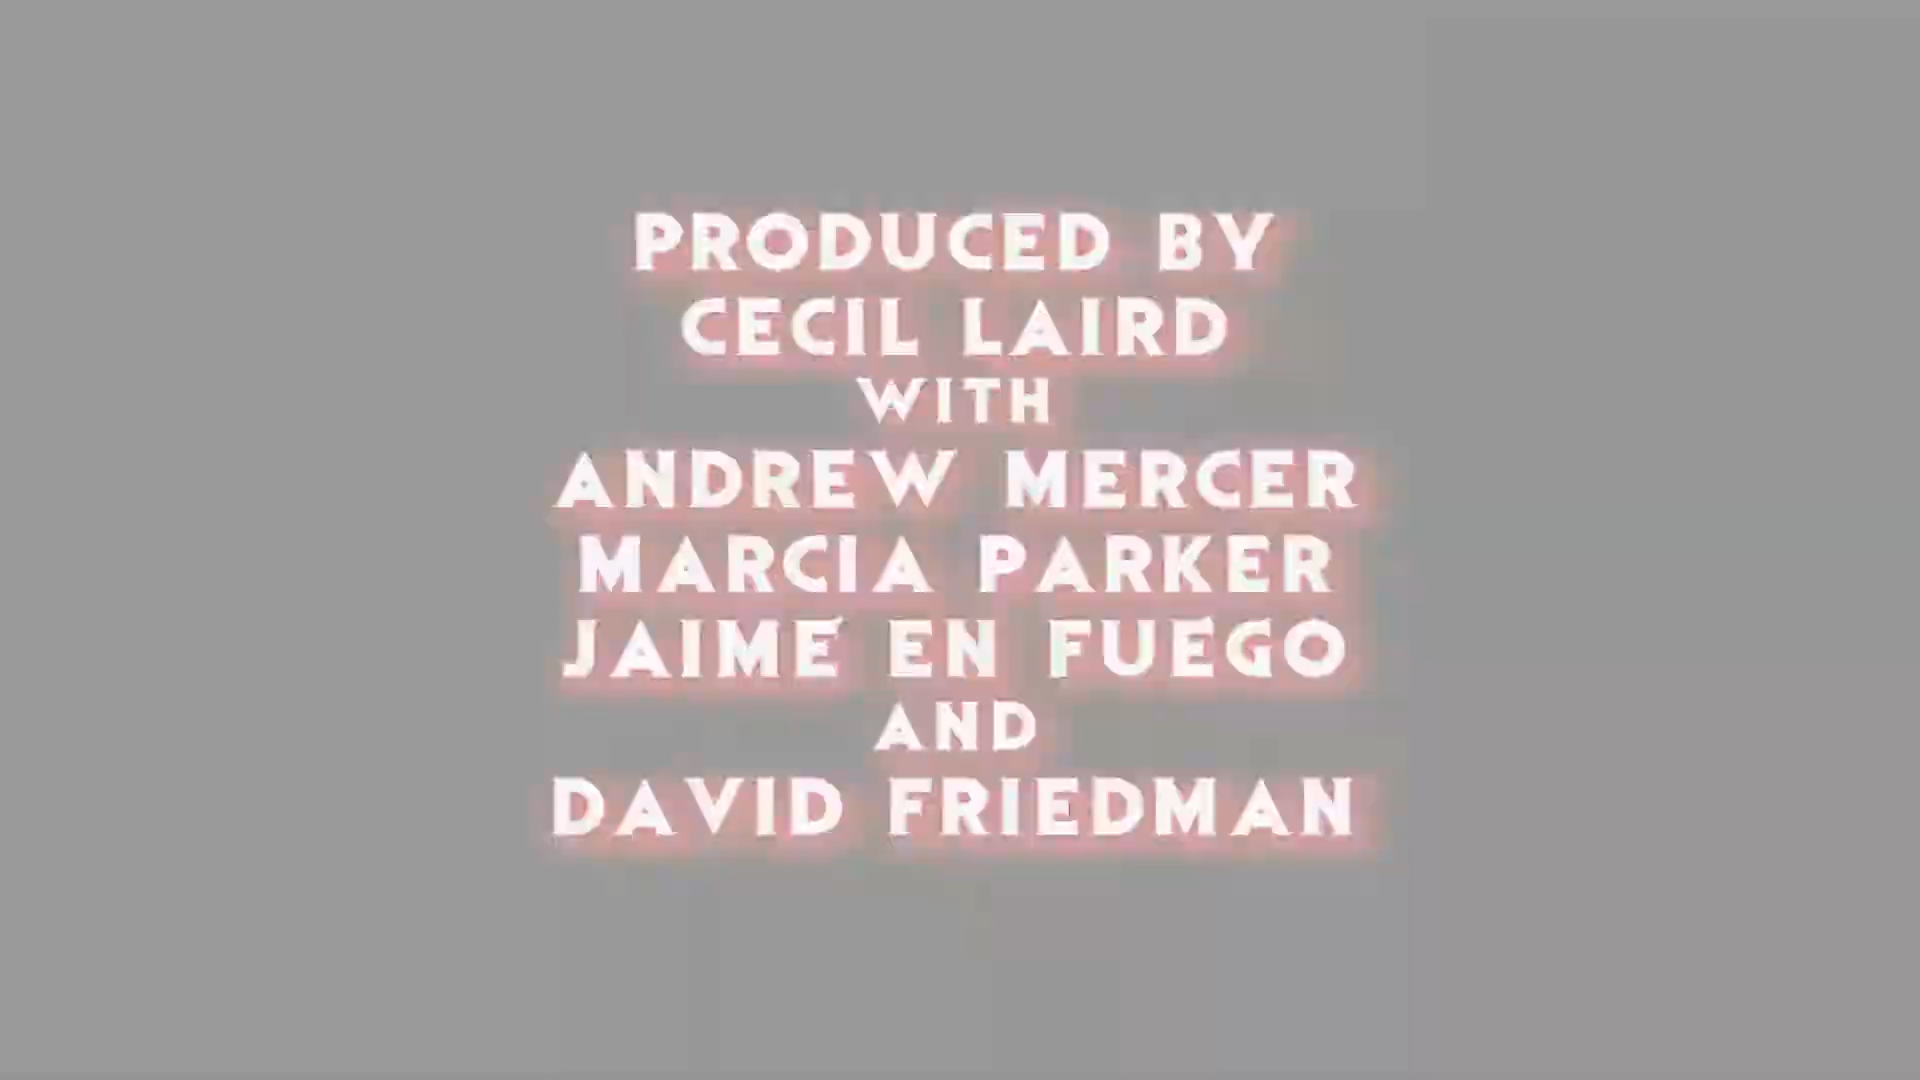 PRODUCED BY
CECIL LAIRD
WITH
ANDREW MERCER
MARCIA PARKER
JAIME EN FUEGO
AND
DAVID FRIEDMAN